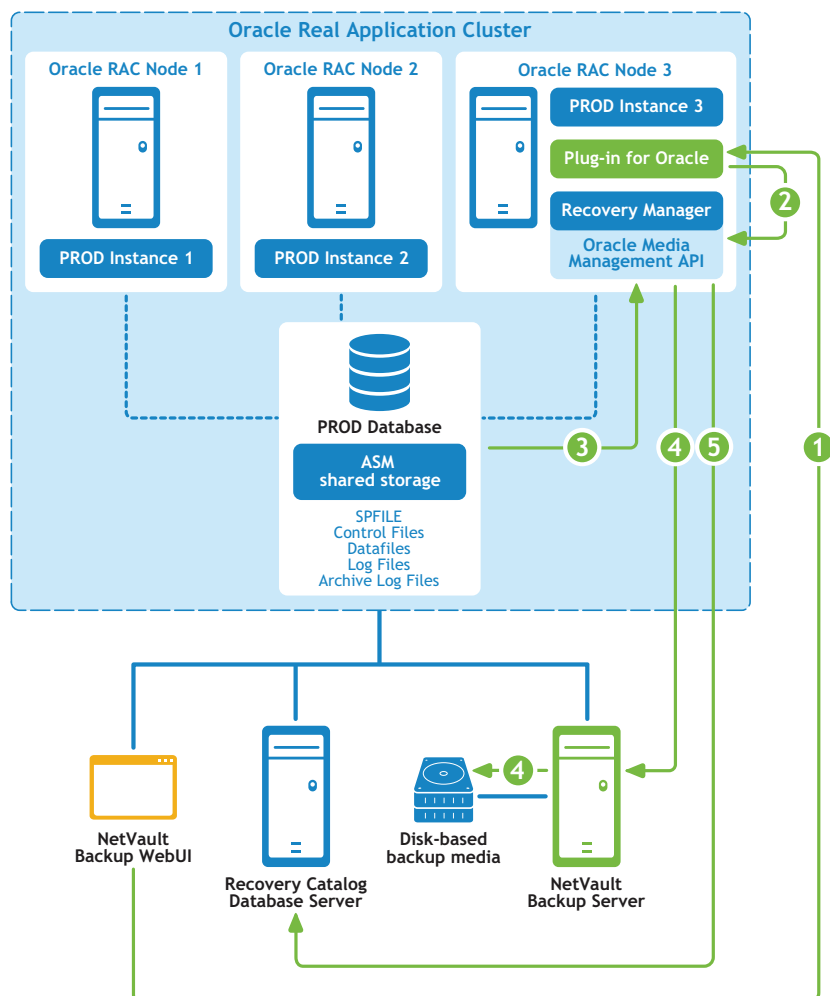 Oracle Real Application Cluster
Oracle RAC Node 1
PROD Instance 1
Oracle RAC Node 2
PROD Instance 2
Oracle RAC Node 3
PROD Instance 3
Plug-in for Oracle
2
Recovery Manager
Oracle Media
Management API
PROD Database
ASM
shared storage
SPFILE
Control Files
Datafiles
Log Files
Archive Log Files
3
4
5
1
NetVault
Backup WebUI
Recovery Catalog
Database Server
4
Disk-based
backup media
NetVault
Backup Server